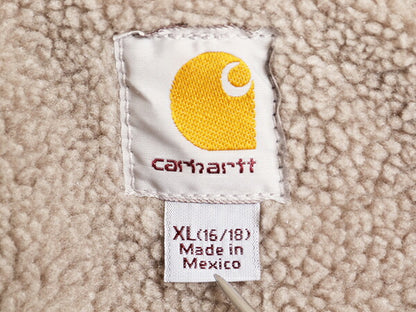 carhartt
XL(16/18)
Made in
Mexico